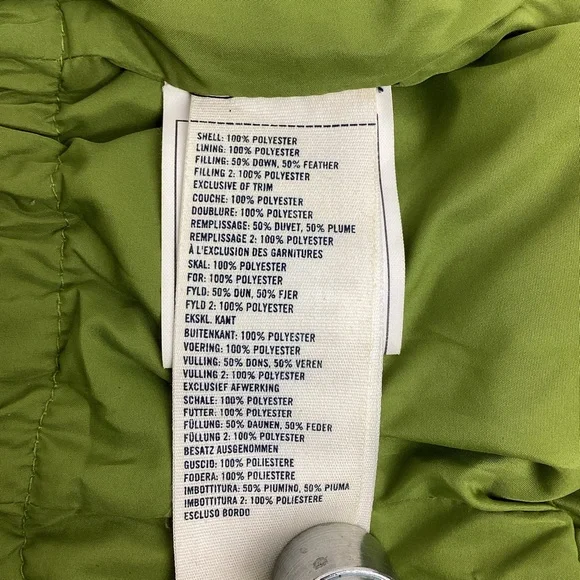 SHELL: 100% POLYESTER
LINING: 100% POLYESTER
FILLING: 50% DOWN, 50% FEATHER
FILLING 2: 100% POLYESTER
EXCLUSIVE OF TRIM
COUCHE: 100% POLYESTER
DOUBLURE: 100% POLYESTER
REMPLISSAGE: 50% DUVET, 50% PLUME
REMPLISSAGE 2: 100% POLYESTER
À L'EXCLUSION DES GARNITURES
SKAL: 100% POLYESTER
FOR: 100% POLYESTER
FYLD: 50% DUN, 50% FJER
FYLD 2: 100% POLYESTER
EKSKL. KANT
BUITENKANT: 100% POLYESTER
VOERING: 100% POLYESTER
VULLING: 50% DONS, 50% VEREN
VULLING 2: 100% POLYESTER
EXCLUSIEF AFWERKING
SCHALE: 100% POLYESTER
FUTTER: 100% POLYESTER
FÜLLUNG: 50% DAUNEN, 50% FEDER
FÜLLUNG 2: 100% POLYESTER
BESATZ AUSGENOMMEN
GUSCIO: 100% POLIESTERE
FODERA: 100% POLIESTERE
IMBOTTITURA: 50% PIUMINO, 50% PIUMA
IMBOTTITURA 2: 100% POLIESTERE
ESCLUSO BORDO